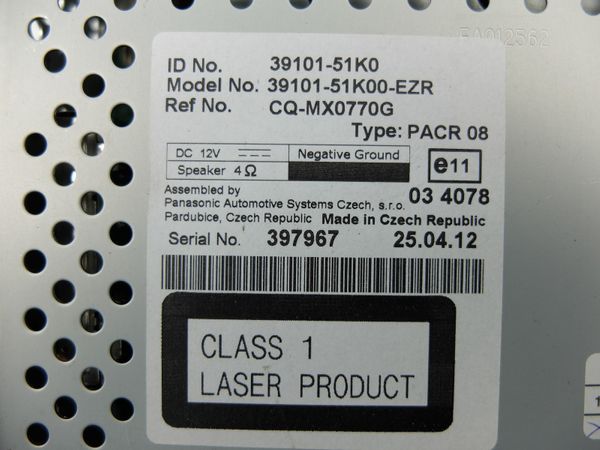 EA012562
ID No. 39101-51K0
Model No. 39101-51K00-EZR
Ref No. CQ-MX0770G
Type: PACR 08
DC 12V Negative Ground
Speaker 4Ω
e11
Assembled by
Panasonic Automotive Systems Czech, s.r.o. 03 4078
Pardubice, Czech Republic Made in Czech Republic
Serial No. 397967 25.04.12
CLASS 1
LASER PRODUCT